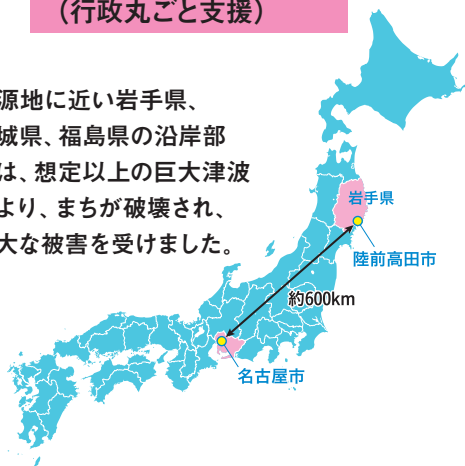 （行政丸ごと支援）
源地に近い岩手県、
城県、福島県の沿岸部
は、想定以上の巨大津波
より、まちが破壊され、
大な被害を受けました。
岩手県
陸前高田市
約600km
名古屋市